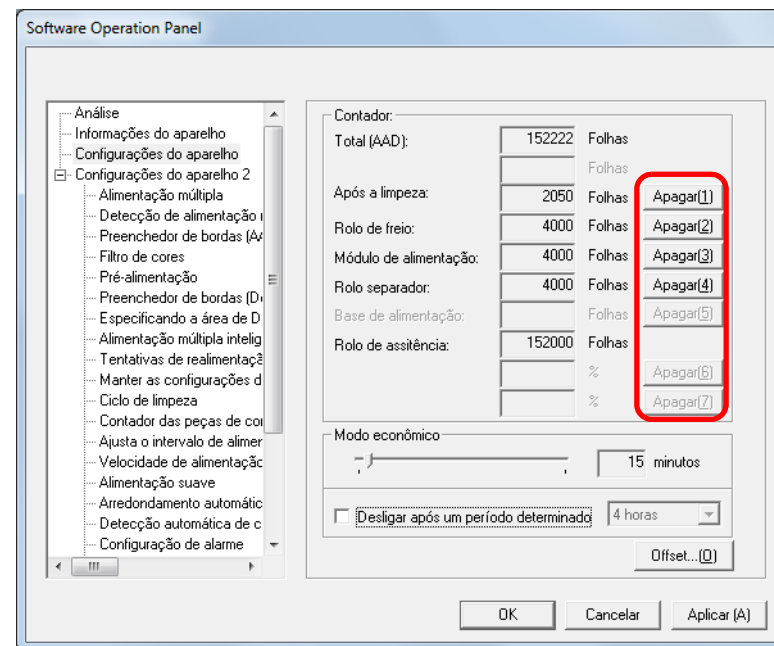 Software Operation Panel
Análise
Informações do aparelho
Configurações do aparelho
Configurações do aparelho 2
Alimentação múltipla
Detecção de alimentação
Preenchedor de bordas (A
Filtro de cores
Pré-alimentação
Preenchedor de bordas (D
Especificando a área de D
Alimentação múltipla intelig
Tentativas de realimentaçã
Manter as configurações d
Ciclo de limpeza
Contador das peças de co
Ajusta o intervalo de alimer
Velocidade de alimentação
Alimentação suave
Arredondamento automátic
Detecção automática de c
Configuração de alarme
Contador:
Total (AAD): 152222 Folhas
Folhas
Após a limpeza: 2050 Folhas Apagar(1)
Rolo de freio: 4000 Folhas Apagar(2)
Módulo de alimentação: 4000 Folhas Apagar(3)
Rolo separador: 4000 Folhas Apagar(4)
Base de alimentação: Folhas Apagar(5)
Rolo de assitência: 152000 Folhas
% Apagar(6)
% Apagar(7)
Modo econômico
15 minutos
Desligar após um período determinado 4 horas
Offset...(O)
OK Cancelar Aplicar (A)